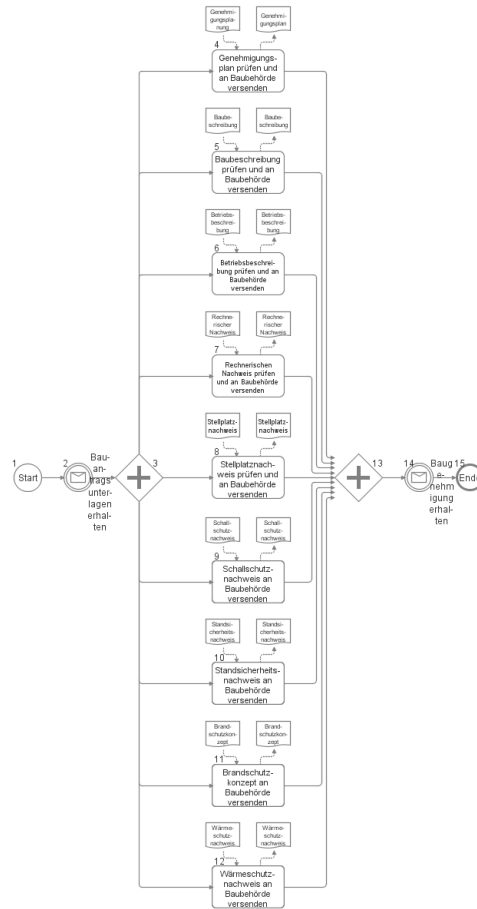 Genehmi-
gungspla-
nung
Genehmi-
gungsplan
4
Genehmigungs-
plan prüfen und
an Baubehörde
versenden
Baube-
schreibung
Baube-
schreibung
5
Baubeschreibung
prüfen und an
Baubehörde
versenden
Betriebs-
beschrei-
bung
Betriebs-
beschrei-
bung
6
Betriebsbeschrei-
bung prüfen und an
Baubehörde
versenden
Rechne-
rischer
Nachweis
Rechne-
rischer
Nachweis
7
Rechnerischen
Nachweis prüfen
und an Baubehörde
versenden
Stellplatz-
nachweis
Stellplatz-
nachweis
8
Stellplatznach-
weis prüfen und
an Baubehörde
versenden
1
Start
2
Bau-
an-
trags-
unter-
lagen
erhalten
3
13
14
Baug
enehm
igung
erhalt
en
15
Ende
Schall-
schutz-
nachweis
Schall-
schutz-
nachweis
9
Schallschutz-
nachweis an
Baubehörde
versenden
Standsi-
cherheits-
nachweis
Standsi-
cherheits-
nachweis
10
Standsicherheits-
nachweis an
Baubehörde
versenden
Brand-
schutzkon-
zept
Brand-
schutzkon-
zept
11
Brandschutz-
konzept an
Baubehörde
versenden
Wärme-
schutz-
nachweis
Wärme-
schutz-
nachweis
12
Wärmeschutz-
nachweis an
Baubehörde
versenden